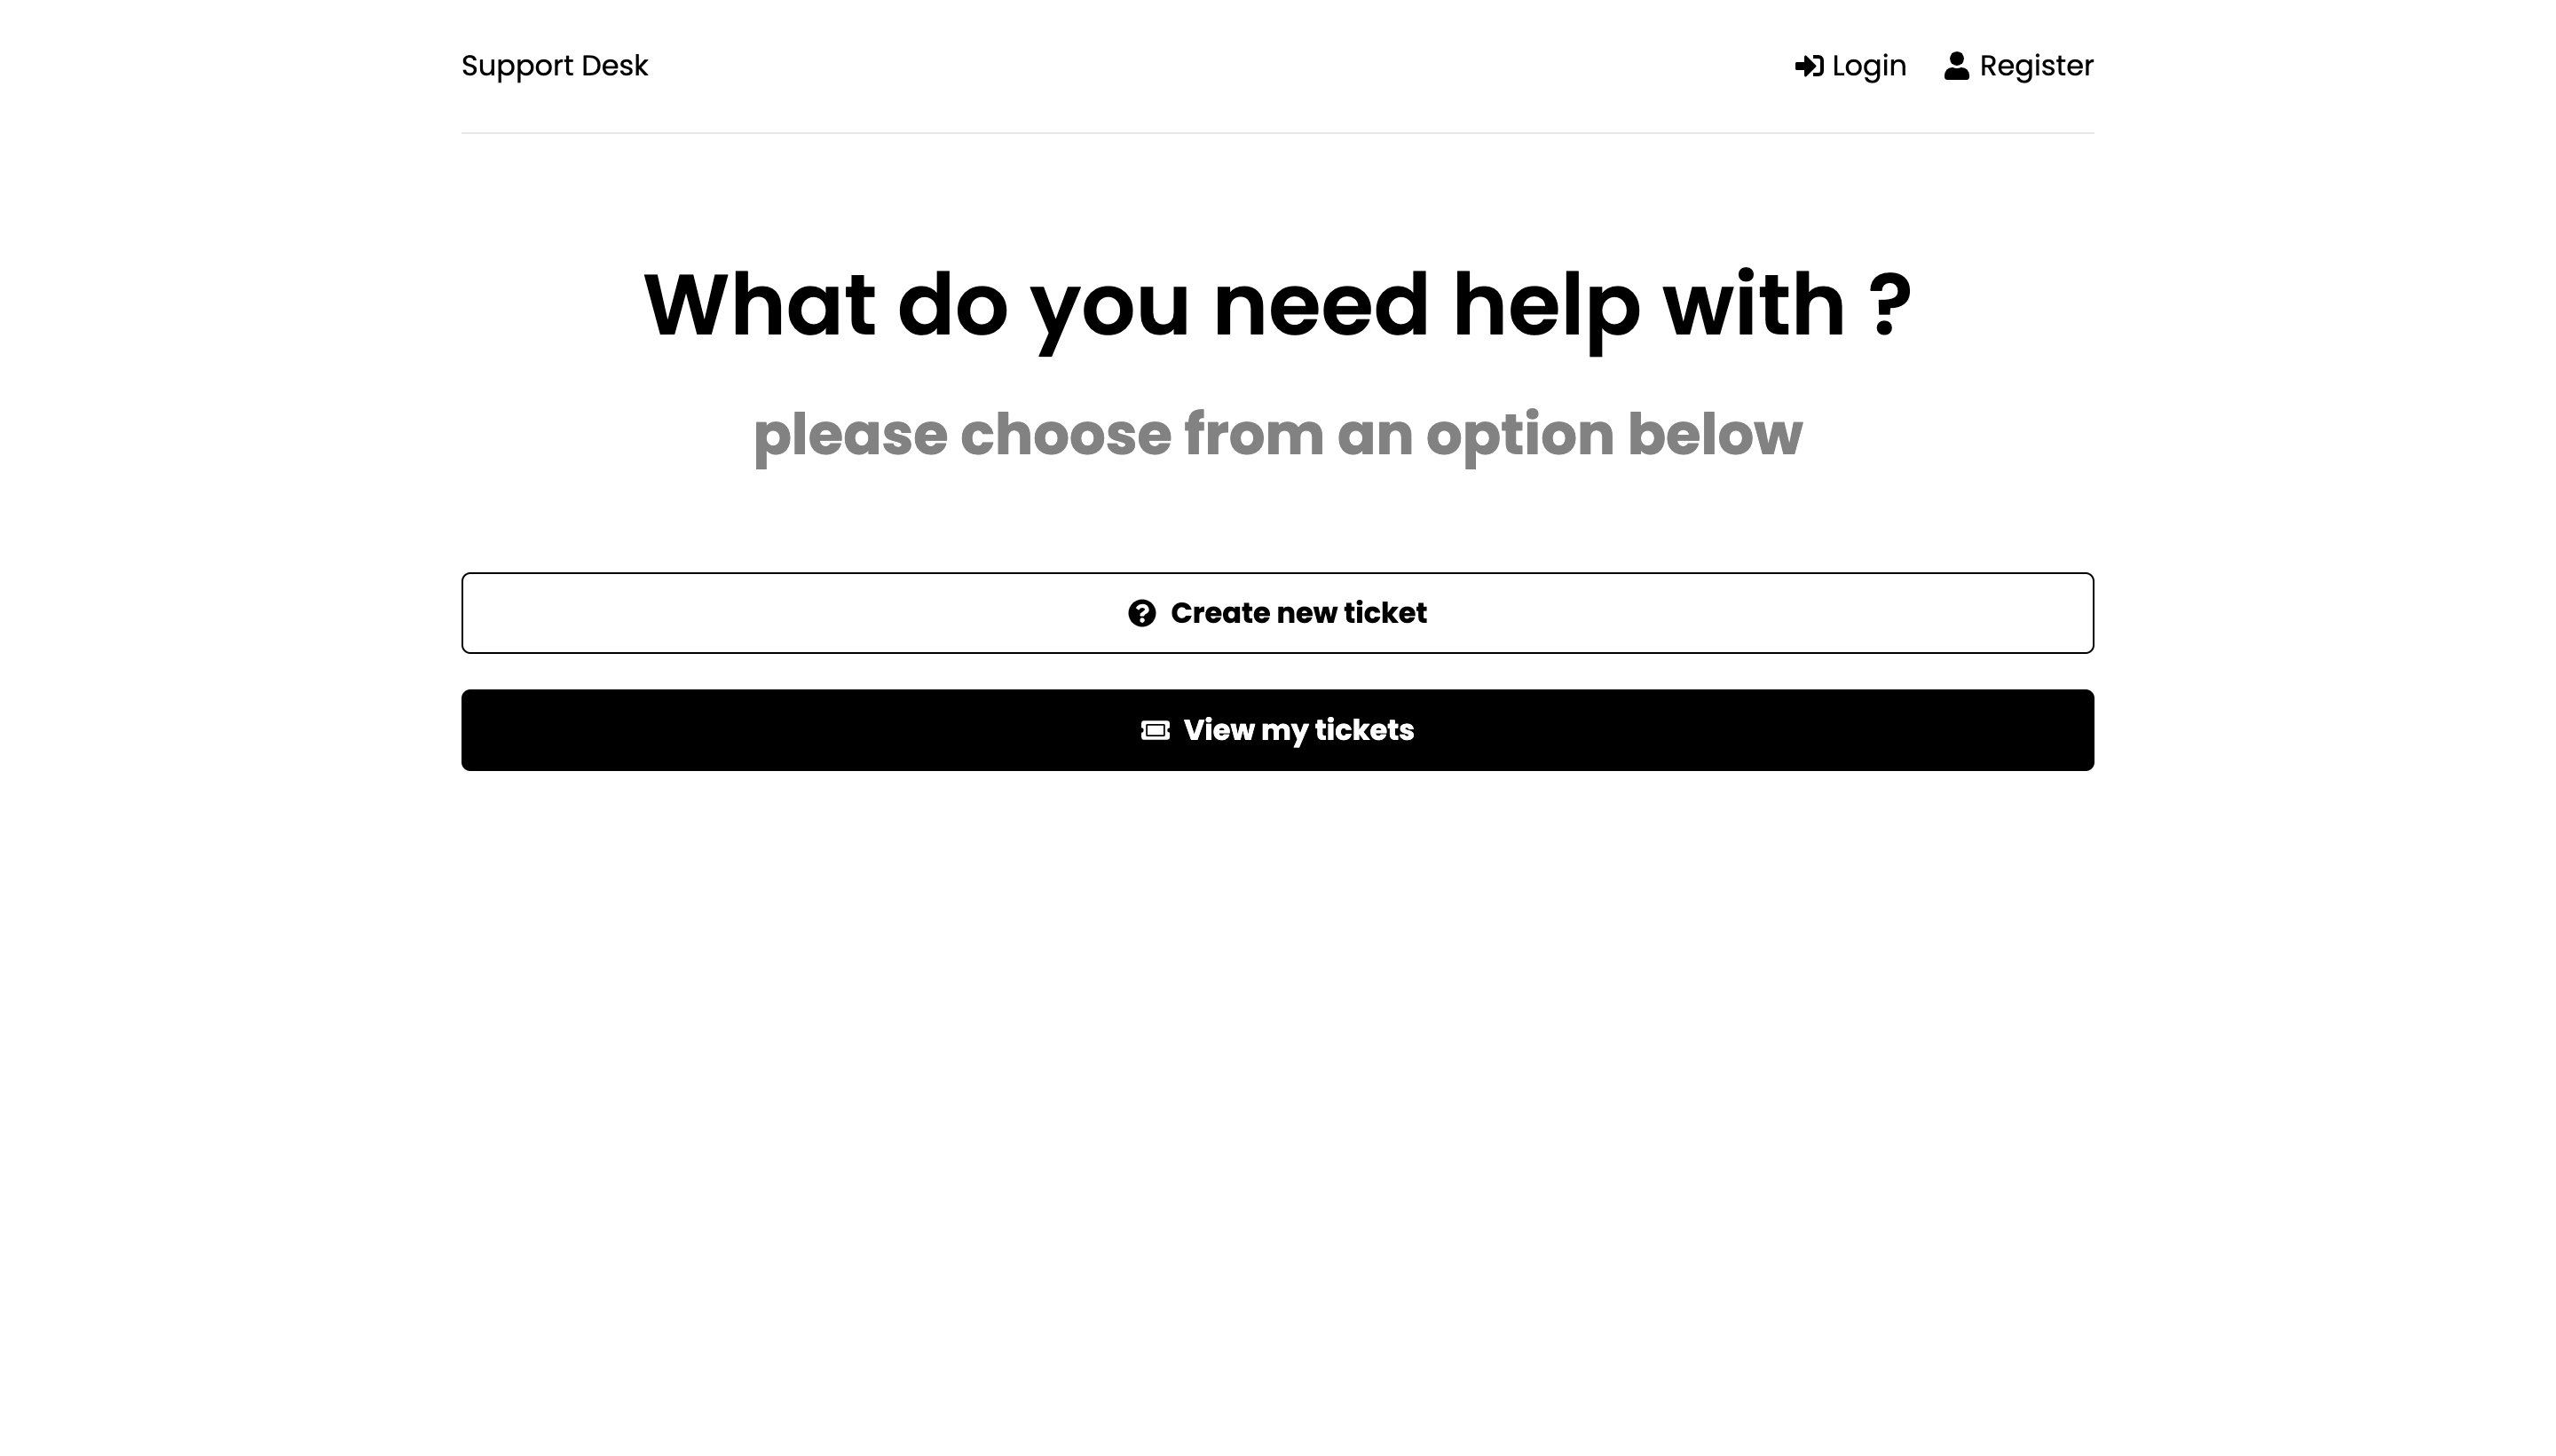 Support Desk
Login
Register
What do you need help with ?
please choose from an option below
Create new ticket
View my tickets